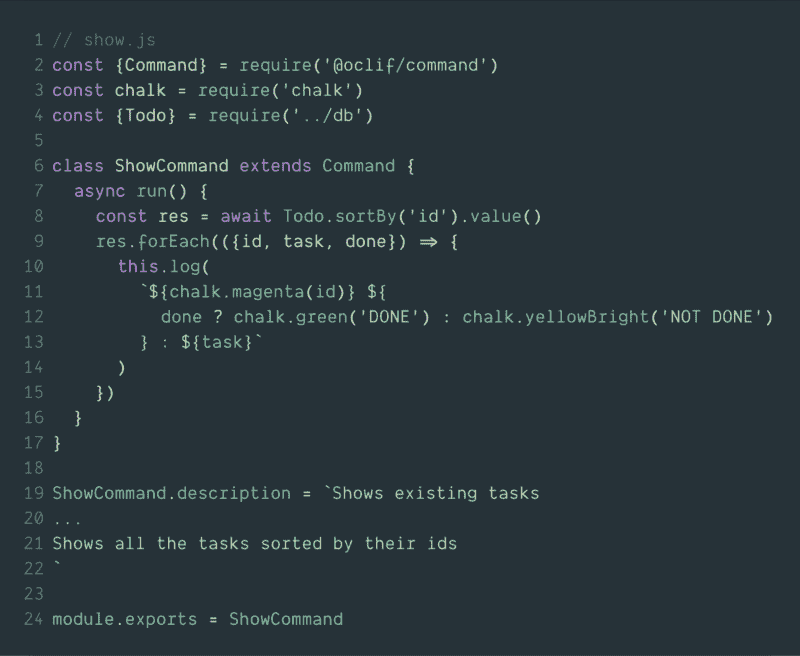 1 // show.js
2 const {Command} = require('@oclif/command')
3 const chalk = require('chalk')
4 const {Todo} = require('../db')
5
6 class ShowCommand extends Command {
7   async run() {
8     const res = await Todo.sortBy('id').value()
9     res.forEach(({id, task, done}) => {
10       this.log(
11         `${chalk.magenta(id)} ${
12           done ? chalk.green('DONE') : chalk.yellowBright('NOT DONE')
13         } : ${task}`
14       )
15     })
16   }
17 }
18
19 ShowCommand.description = `Shows existing tasks
20 ...
21 Shows all the tasks sorted by their ids
22 `
23
24 module.exports = ShowCommand